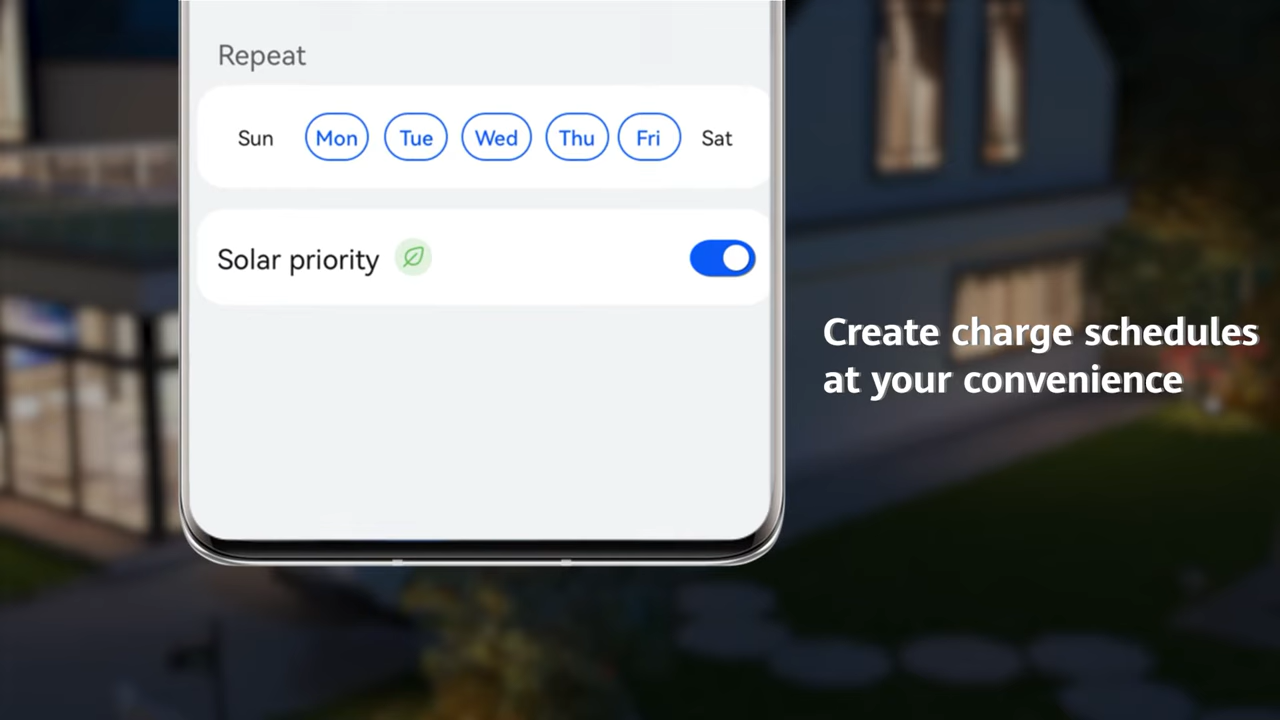 Repeat
Sun Mon Tue Wed Thu Fri Sat
Solar priority
Create charge schedules
at your convenience